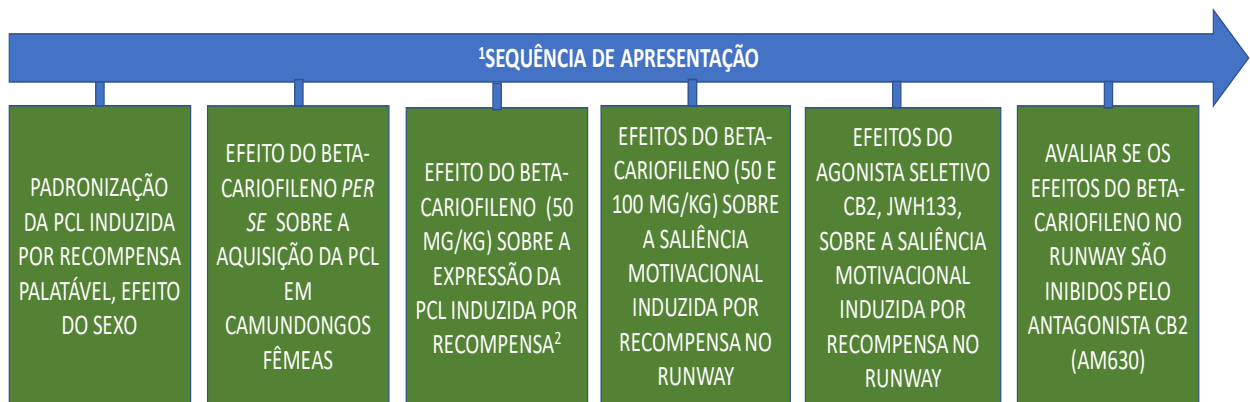 ¹SEQUÊNCIA DE APRESENTAÇÃO
PADRONIZAÇÃO
DA PCL INDUZIDA
POR RECOMPENSA
PALATÁVEL, EFEITO
DO SEXO
EFEITO DO BETA-
CARIOFILENO PER
SE SOBRE A
AQUISIÇÃO DA PCL
EM
CAMUNDONGOS
FÊMEAS
EFEITO DO BETA-
CARIOFILENO (50
MG/KG) SOBRE A
EXPRESSÃO DA
PCL INDUZIDA POR
RECOMPENSA²
EFEITOS DO BETA-
CARIOFILENO (50 E
100 MG/KG) SOBRE
A SALIÊNCIA
MOTIVACIONAL
INDUZIDA POR
RECOMPENSA NO
RUNWAY
EFEITOS DO
AGONISTA SELETIVO
CB2, JWH133,
SOBRE A SALIÊNCIA
MOTIVACIONAL
INDUZIDA POR
RECOMPENSA NO
RUNWAY
AVALIAR SE OS
EFEITOS DO BETA-
CARIOFILENO NO
RUNWAY SÃO
INIBIDOS PELO
ANTAGONISTA CB2
(AM630)